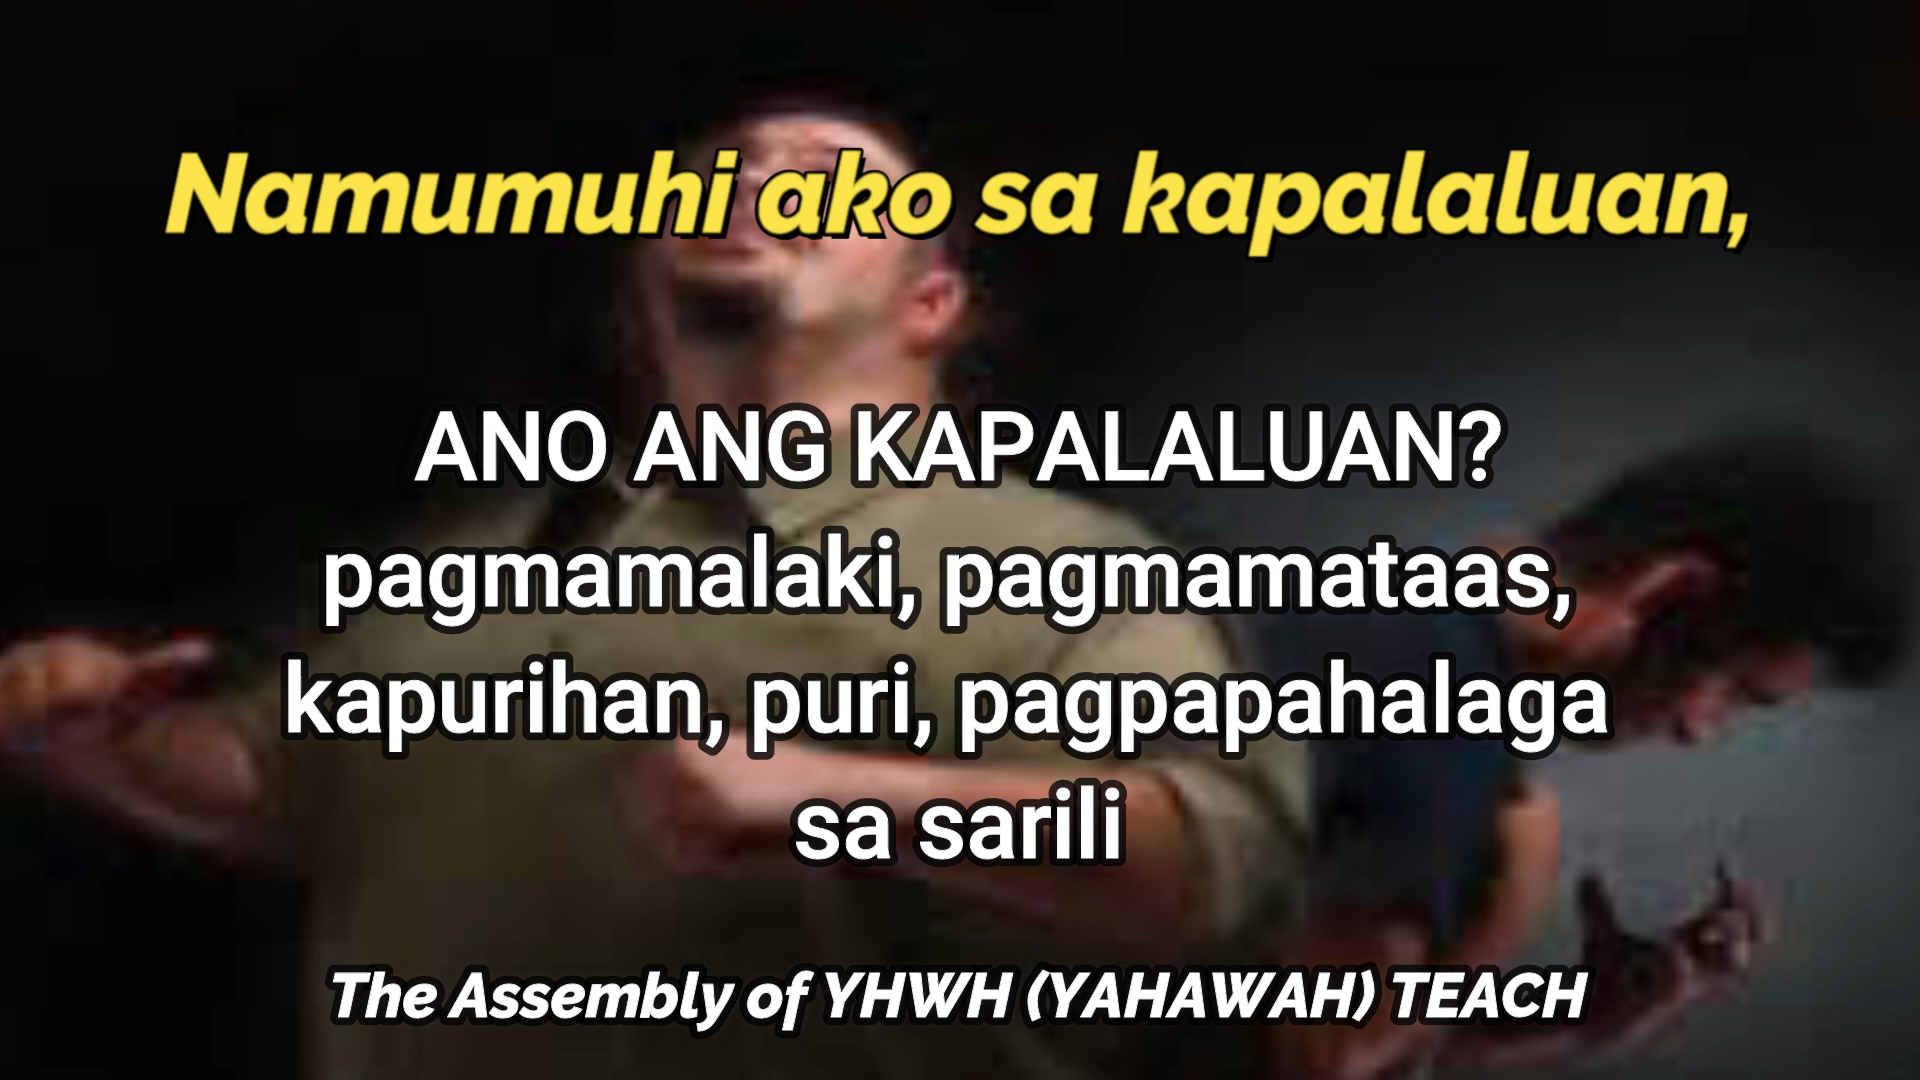 Namumuhi ako sa kapalaluan,
ANO ANG KAPALALUAN?
pagmamalaki, pagmamataas,
kapurihan, puri, pagpapahalaga
sa sarili
The Assembly of YHWH (YAHAWAH) TEACH